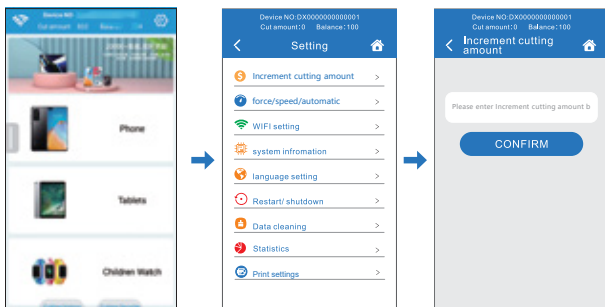 Device NO
Cut amount
Phone
Tablets
Children Watch
Device NO:DX0000000000001
Cut amount:0 Balance:100
Setting
Increment cutting amount >
force/speed/automatic >
WIFI setting >
system infromation >
language setting >
Restart/ shutdown >
Data cleaning >
Statistics >
Print settings >
Device NO:DX0000000000001
Cut amount:0 Balance:100
Increment cutting
amount
Please enter Increment cutting amount b
CONFIRM